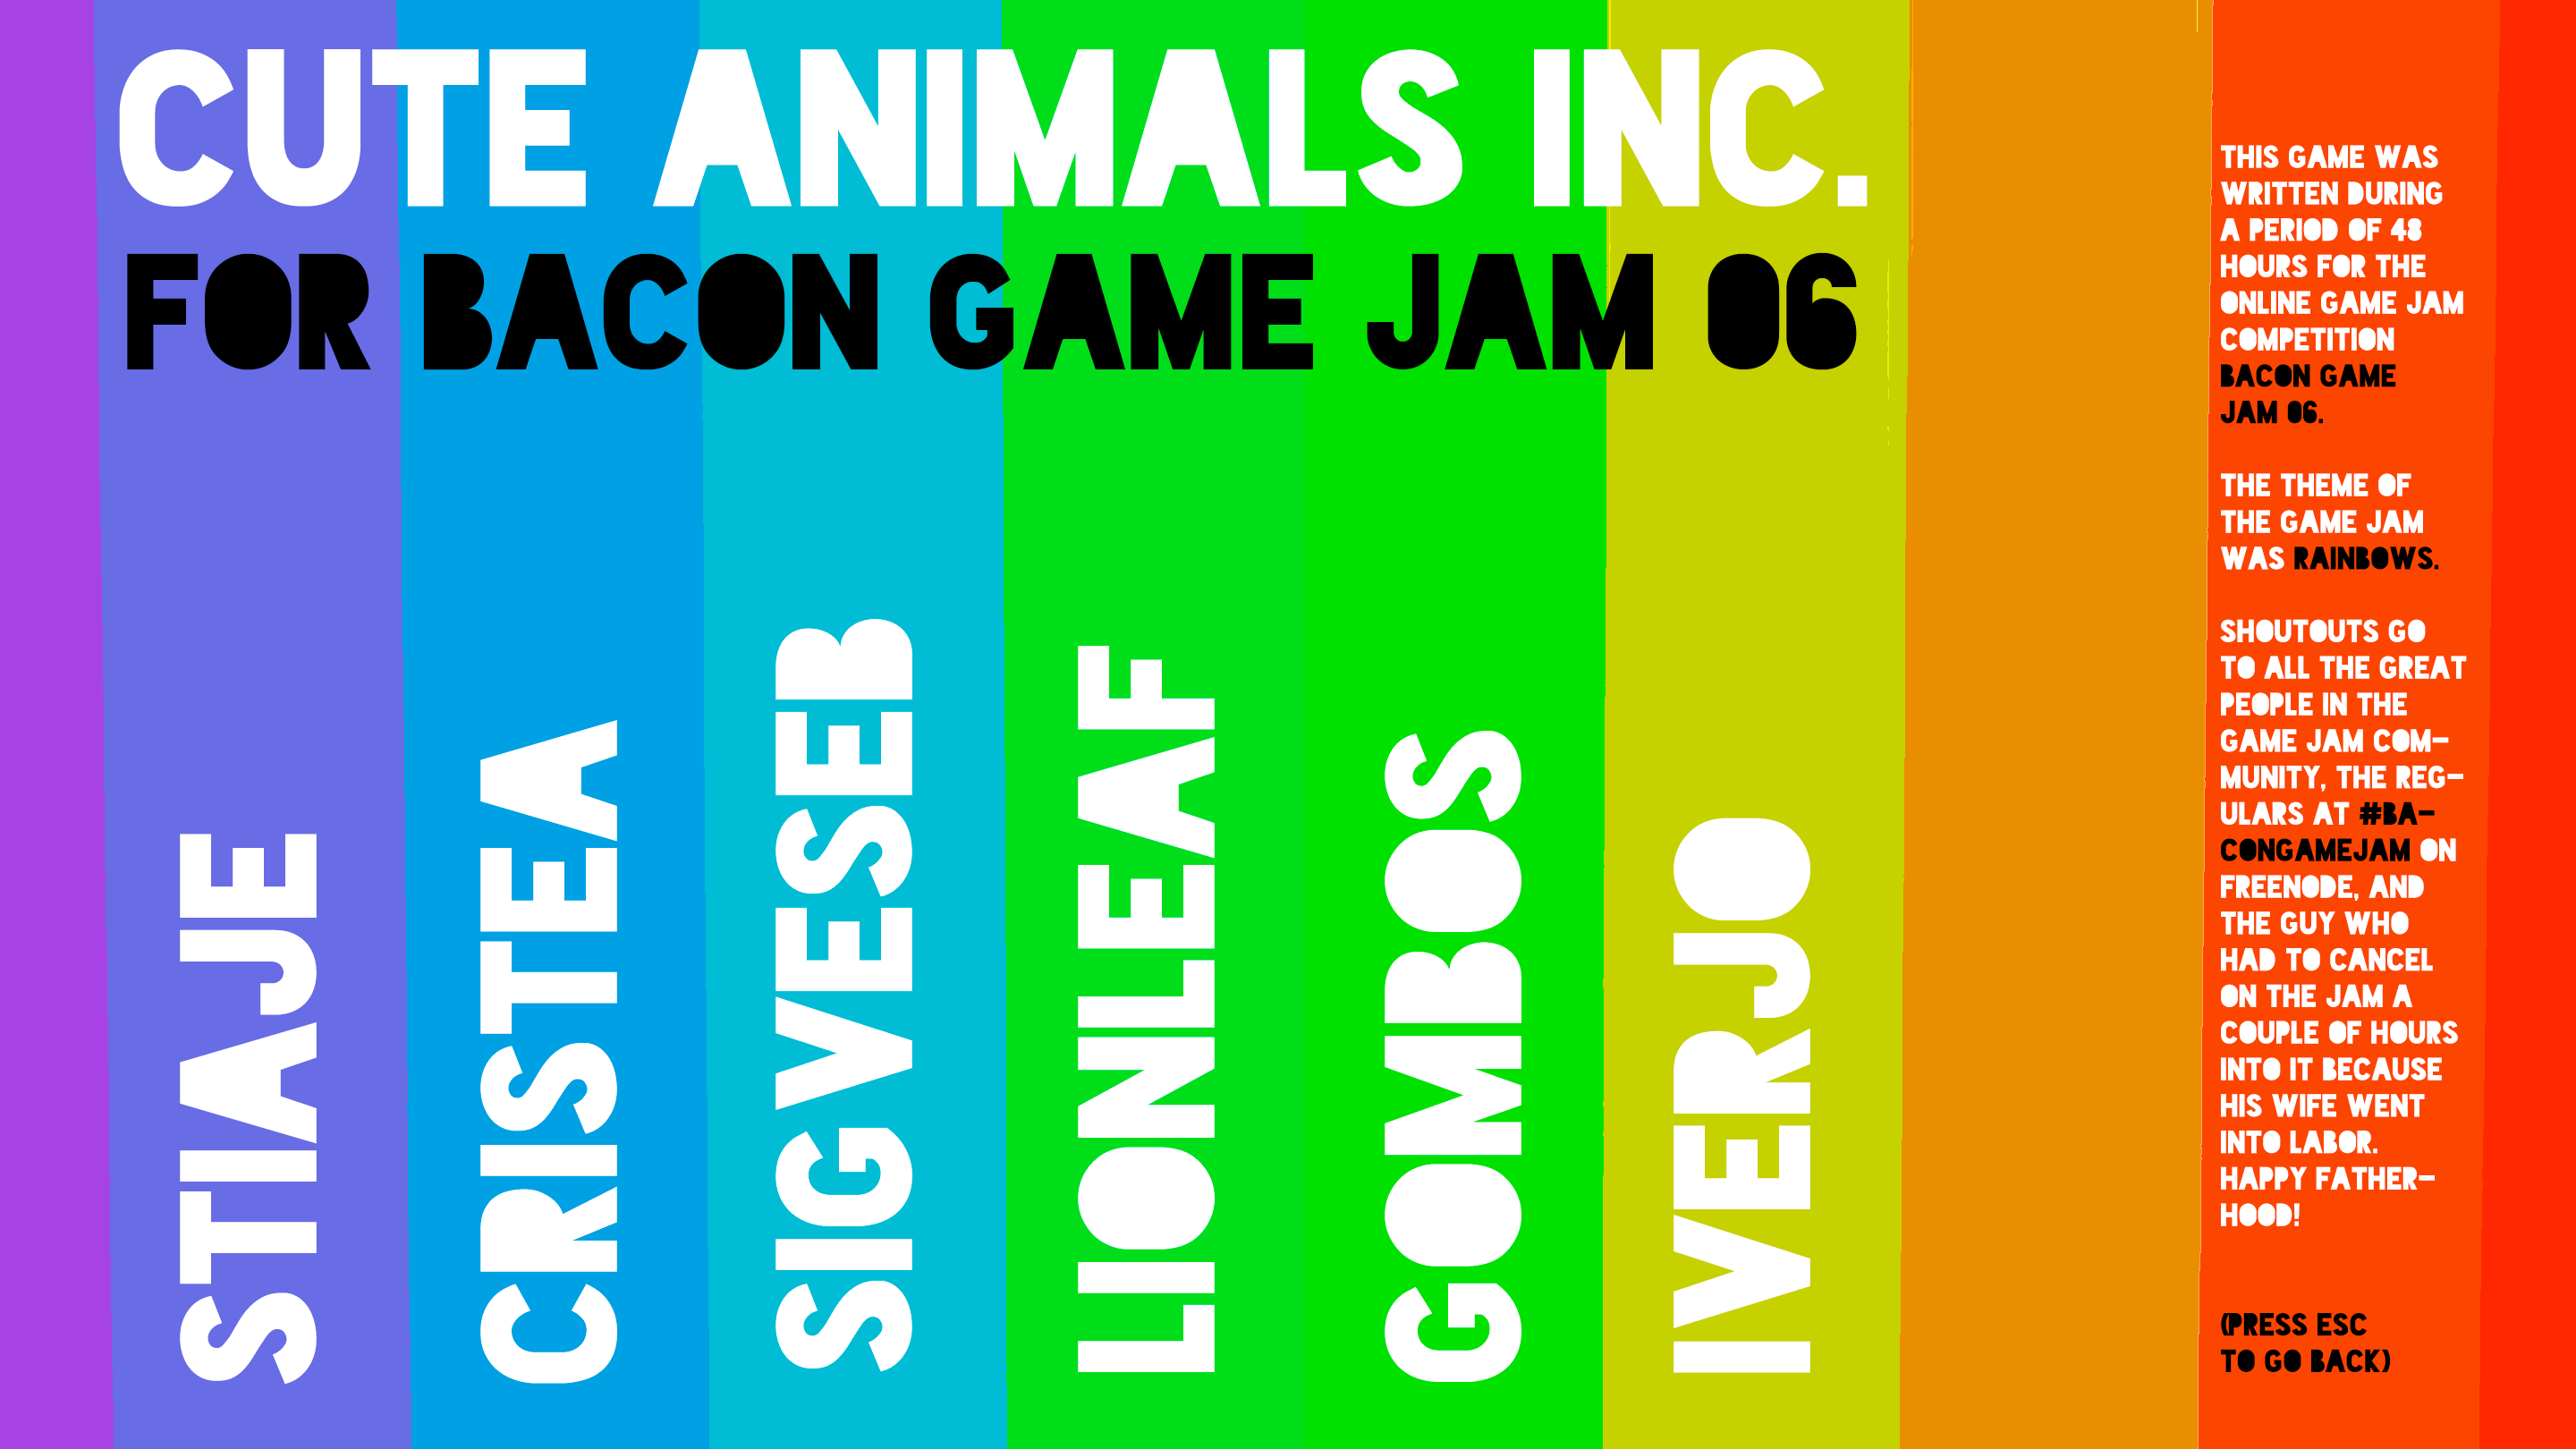 CUTE ANIMALS INC.
FOR BACON GAME JAM 06
STIAJE
CRISTEA
SIGVESEB
LIONLEAF
GOMBOS
IVERJO
THIS GAME WAS
WRITTEN DURING
A PERIOD OF 48
HOURS FOR THE
ONLINE GAME JAM
COMPETITION
BACON GAME
JAM 06.
THE THEME OF
THE GAME JAM
WAS RAINBOWS.
SHOUTOUTS GO
TO ALL THE GREAT
PEOPLE IN THE
GAME JAM COM-
MUNITY, THE REG-
ULARS AT #BA-
CONGAMEJAM ON
FREENODE, AND
THE GUY WHO
HAD TO CANCEL
ON THE JAM A
COUPLE OF HOURS
INTO IT BECAUSE
HIS WIFE WENT
INTO LABOR.
HAPPY FATHER-
HOOD!
(PRESS ESC
TO GO BACK)